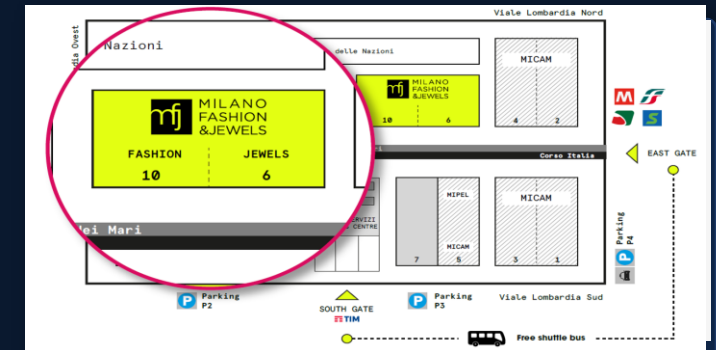 Viale Lombardia Nord
dia Ovest
Nazioni
delle Nazioni
MICAM
4 2
mfj MILANO
FASHION
&JEWELS
10 6
mfj MILANO
FASHION
&JEWELS
FASHION JEWELS
10 6
M
S
EAST GATE
Corso Italia
dei Mari
CENTRE
MIPEL
MICAM
7 5
MICAM
3 1
Parking
P4
P
P Parking
P2
SOUTH GATE
TIM
P Parking
P3
Viale Lombardia Sud
Free shuttle bus